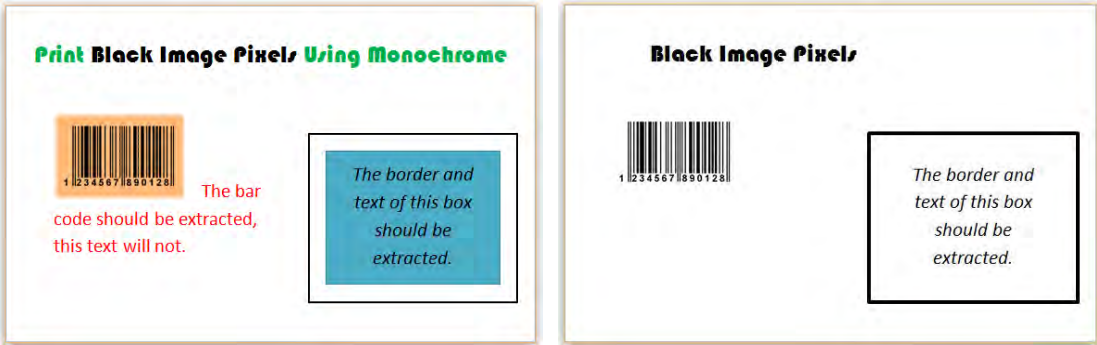 Print Black Image Pixels Using Monochrome
1 234567 890128
The bar
code should be extracted,
this text will not.
The border and
text of this box
should be
extracted.
Black Image Pixels
1 234567 890128
The border and
text of this box
should be
extracted.